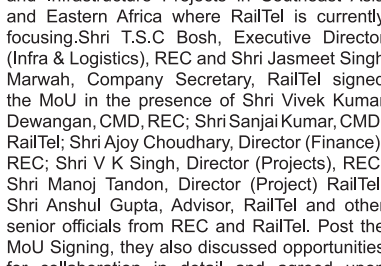 and Infrastructure Projects in Southeast Asia
and Eastern Africa where RailTel is currently
focusing.Shri T.S.C Bosh, Executive Director
(Infra & Logistics), REC and Shri Jasmeet Singh
Marwah, Company Secretary, RailTel signed
the MoU in the presence of Shri Vivek Kumar
Dewangan, CMD, REC; Shri Sanjai Kumar, CMD
RailTel; Shri Ajoy Choudhary, Director (Finance)
REC; Shri V K Singh, Director (Projects), REC
Shri Manoj Tandon, Director (Project) RailTel
Shri Anshul Gupta, Advisor, RailTel and other
senior officials from REC and RailTel. Post the
MoU Signing, they also discussed opportunities
for collaboration in detail and agreed upon